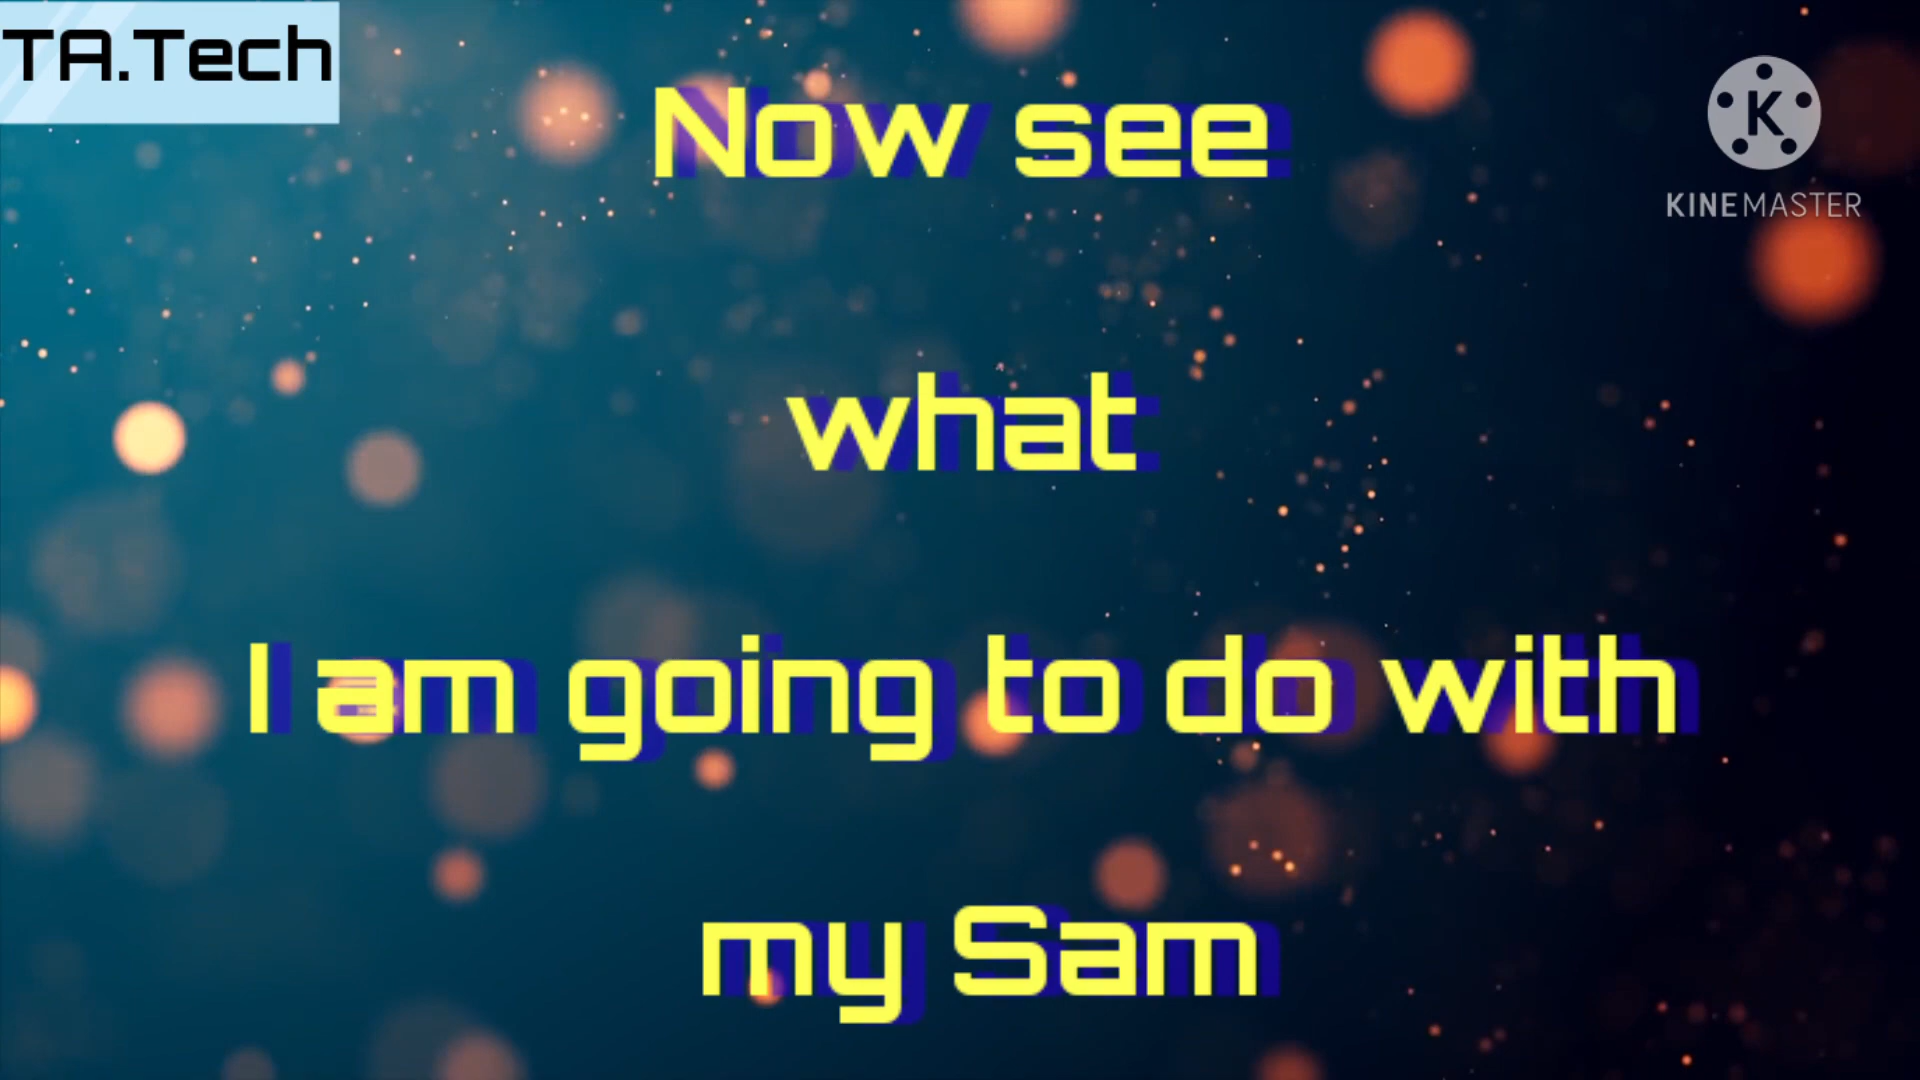 TA.Tech
Now see
K
KINEMASTER
what
I am going to do with
my Sam